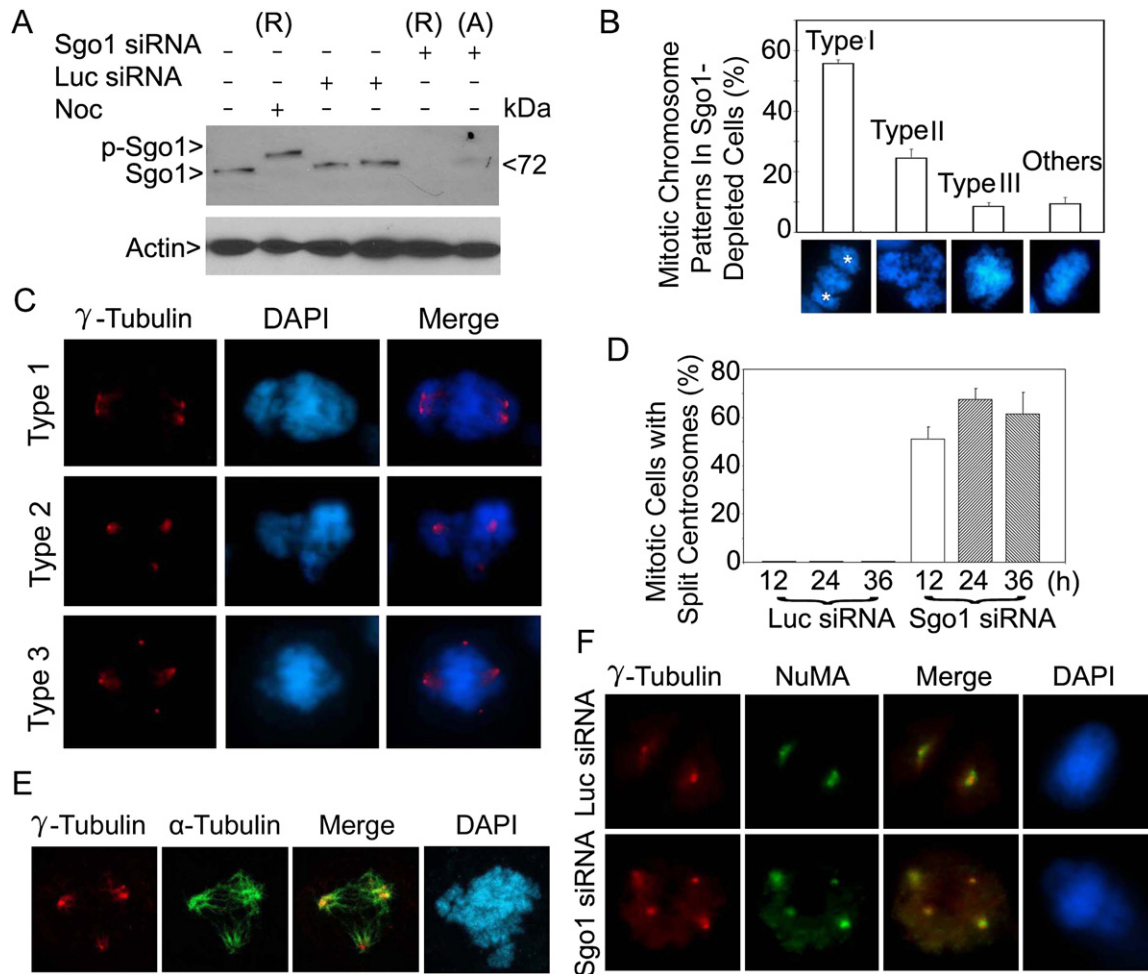 A
(R) (R) (A)
Sgo1 siRNA - - - - + +
Luc siRNA - - + + - -
Noc - + - - - - kDa
p-Sgo1>
Sgo1> <72
Actin>
B
Mitotic Chromosome
Patterns In Sgo1-
Depleted Cells (%)
60
40
20
0
Type I
Type II
Type III
Others
* *
C
γ-Tubulin DAPI Merge
Type 1
Type 2
Type 3
D
Mitotic Cells with
Split Centrosomes (%)
80
60
40
20
0
12 24 36 12 24 36 (h)
Luc siRNA Sgo1 siRNA
E
γ-Tubulin α-Tubulin Merge DAPI
F
γ-Tubulin NuMA Merge DAPI
Luc siRNA
Sgo1 siRNA